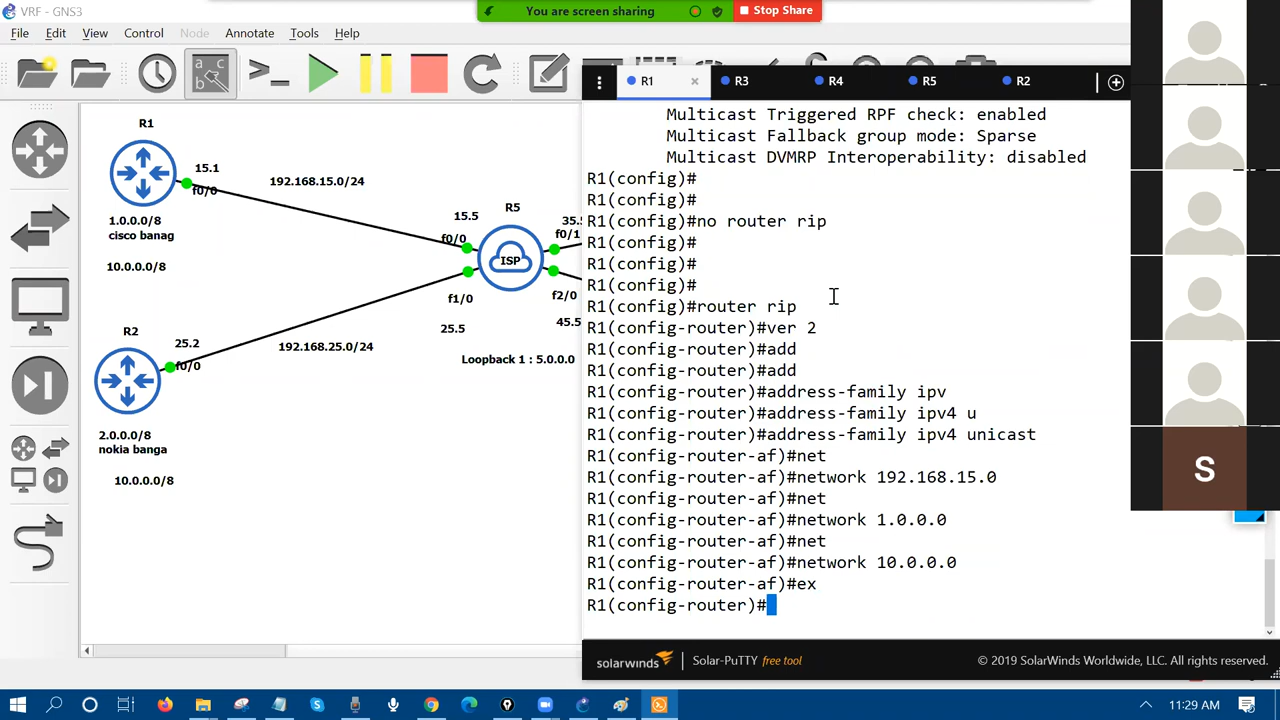 VRF - GNS3
You are screen sharing
Stop Share
File Edit View Control Node Annotate Tools Help
R1 R3 R4 R5 R2
Multicast Triggered RPF check: enabled
Multicast Fallback group mode: Sparse
Multicast DVMRP Interoperability: disabled
R1(config)#
R1(config)#
R1(config)#no router rip
R1(config)#
R1(config)#
R1(config)#
R1(config)#router rip
R1(config-router)#ver 2
R1(config-router)#add
R1(config-router)#add
R1(config-router)#address-family ipv
R1(config-router)#address-family ipv4 u
R1(config-router)#address-family ipv4 unicast
R1(config-router-af)#net
R1(config-router-af)#network 192.168.15.0
R1(config-router-af)#net
R1(config-router-af)#network 1.0.0.0
R1(config-router-af)#net
R1(config-router-af)#network 10.0.0.0
R1(config-router-af)#ex
R1(config-router)#
R1
15.1
f0/0
192.168.15.0/24
1.0.0.0/8
cisco banag
10.0.0.0/8
R5
15.5
f0/0
35.5
f0/1
ISP
f1/0
f2/0
25.5
45.5
Loopback 1 : 5.0.0.0
R2
25.2
f0/0
192.168.25.0/24
2.0.0.0/8
nokia banga
10.0.0.0/8
S
solarwinds Solar-PuTTY free tool © 2019 SolarWinds Worldwide, LLC. All rights reserved.
11:29 AM